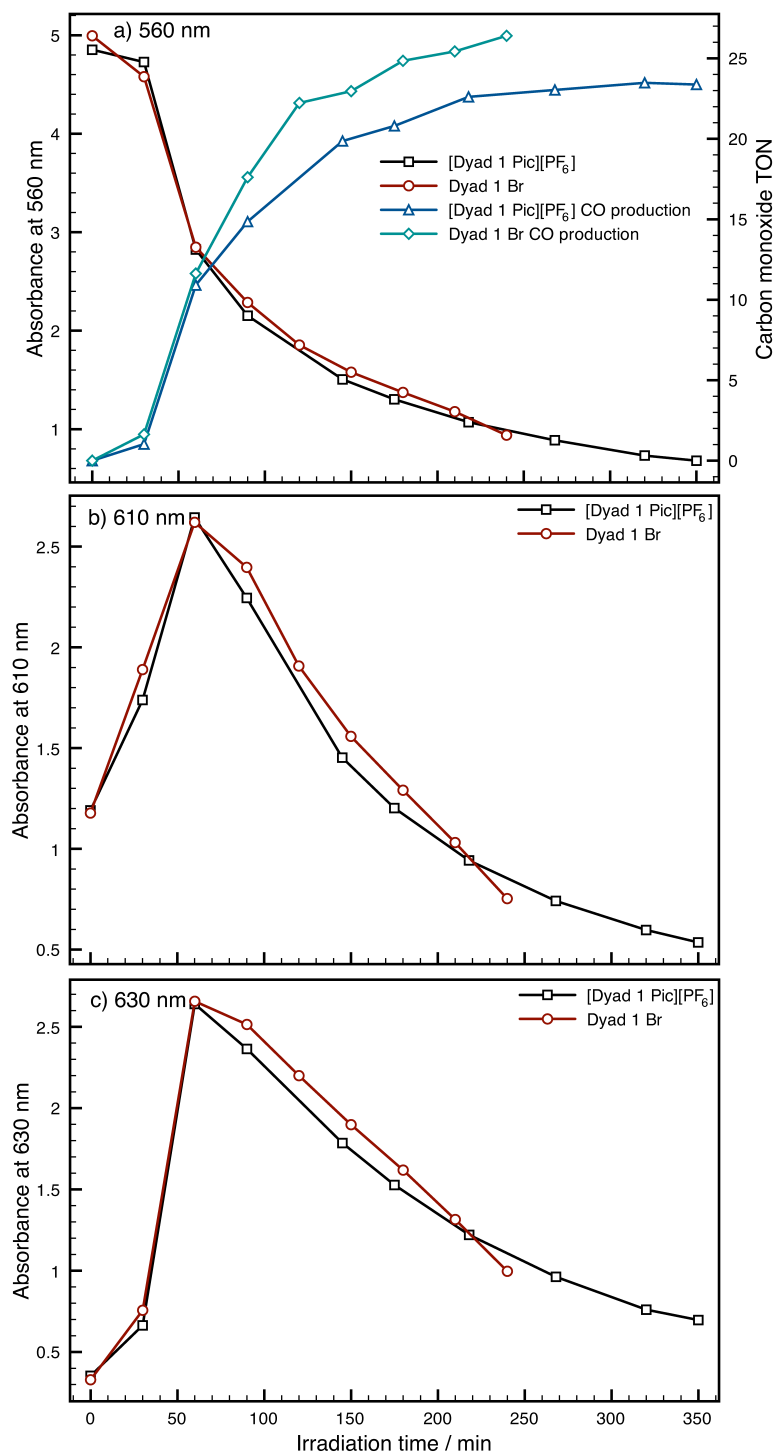 a) 560 nm
5
4
3
2
1
Absorbance at 560 nm
25
20
15
10
5
0
Carbon monoxide TON
[Dyad 1 Pic][PF6]
Dyad 1 Br
[Dyad 1 Pic][PF6] CO production
Dyad 1 Br CO production
b) 610 nm
2.5
2
1.5
1
0.5
Absorbance at 610 nm
[Dyad 1 Pic][PF6]
Dyad 1 Br
c) 630 nm
2.5
2
1.5
1
0.5
Absorbance at 630 nm
[Dyad 1 Pic][PF6]
Dyad 1 Br
0 50 100 150 200 250 300 350
Irradiation time / min